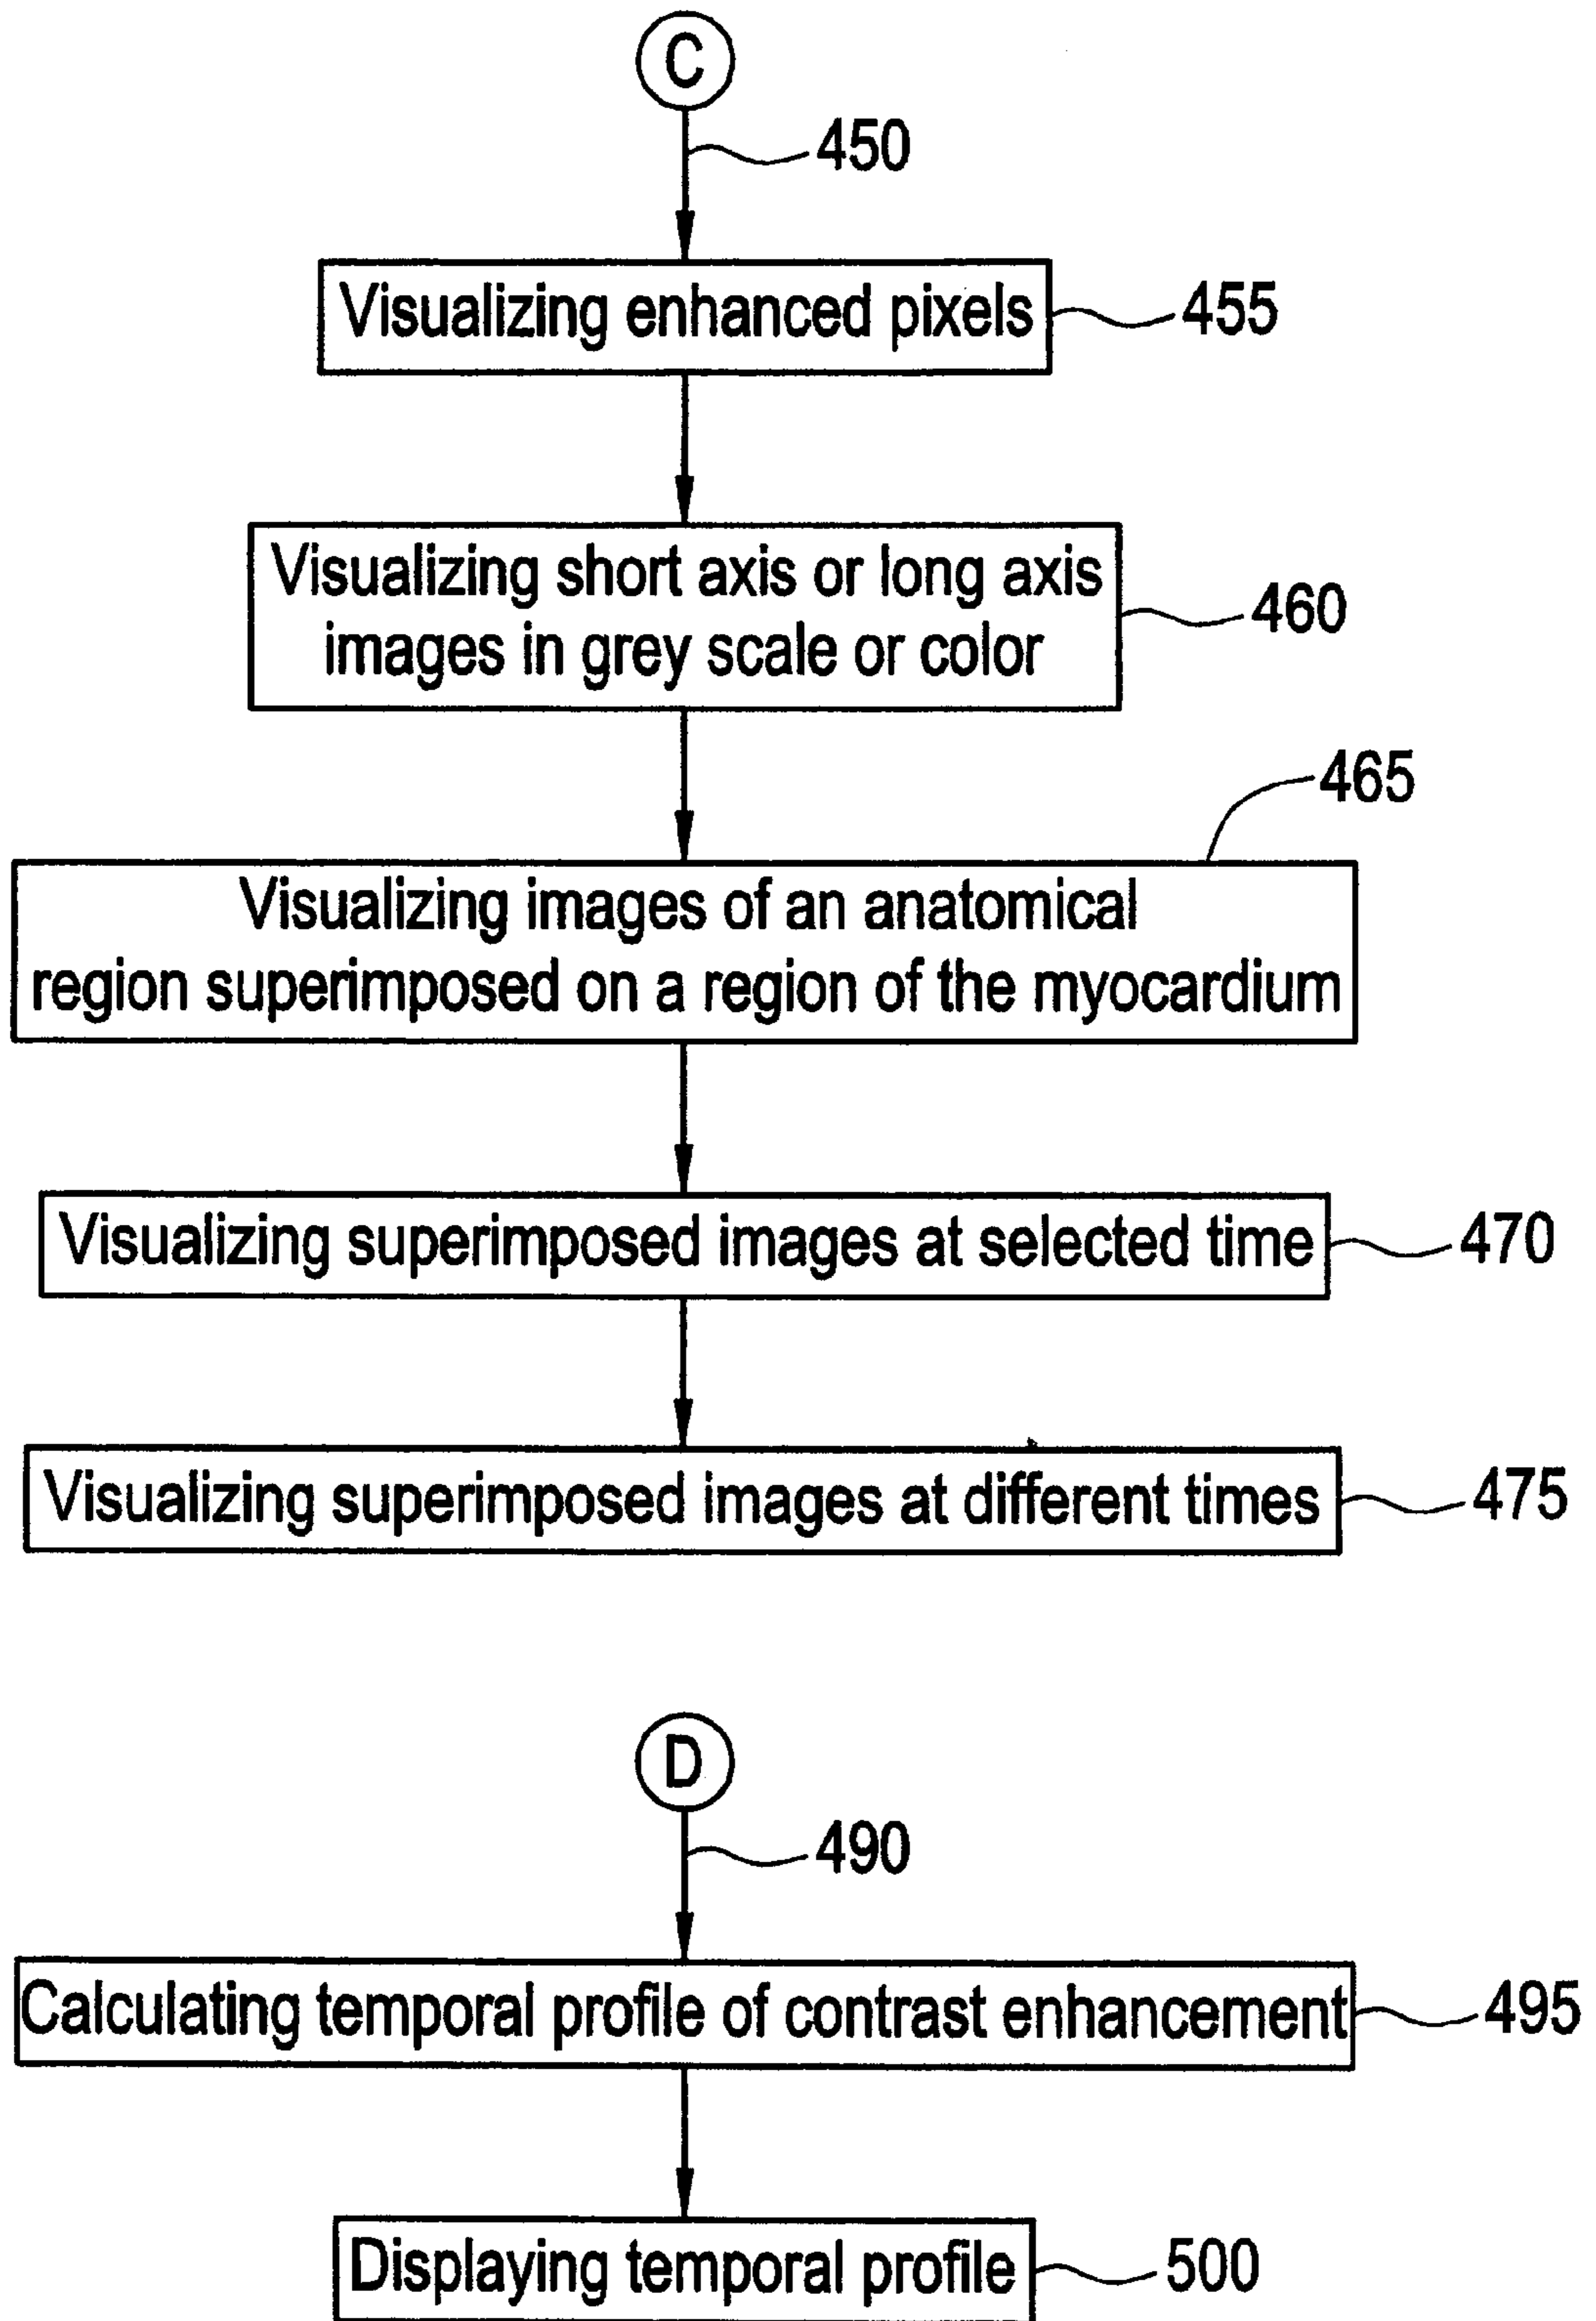 C
450
Visualizing enhanced pixels
455
Visualizing short axis or long axis
images in grey scale or color
460
465
Visualizing images of an anatomical
region superimposed on a region of the myocardium
Visualizing superimposed images at selected time
470
Visualizing superimposed images at different times
475
D
490
Calculating temporal profile of contrast enhancement
495
Displaying temporal profile
500